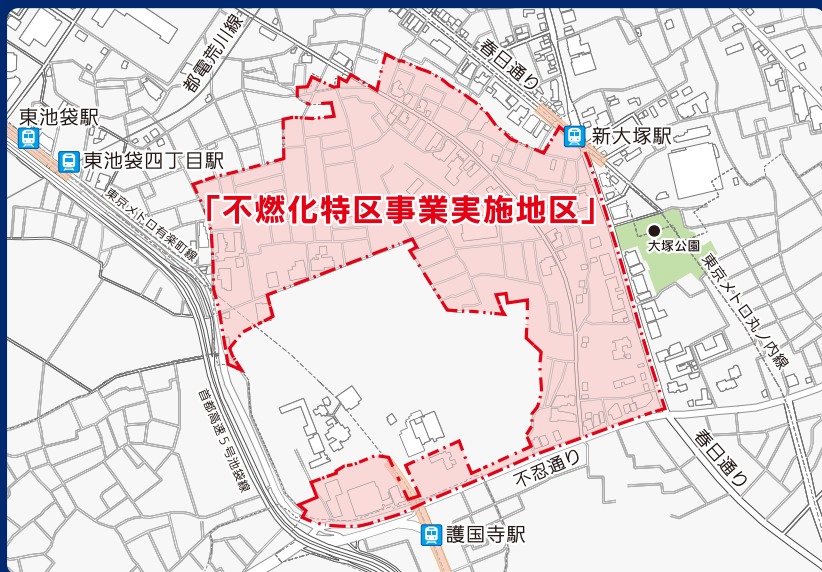 都電荒川線
春日通り
東池袋駅
新大塚駅
東池袋四丁目駅
東京メトロ有楽町線
「不燃化特区事業実施地区」
大塚公園
東京メトロ丸ノ内線
首都高速5号池袋線
不忍通り
春日通り
護国寺駅